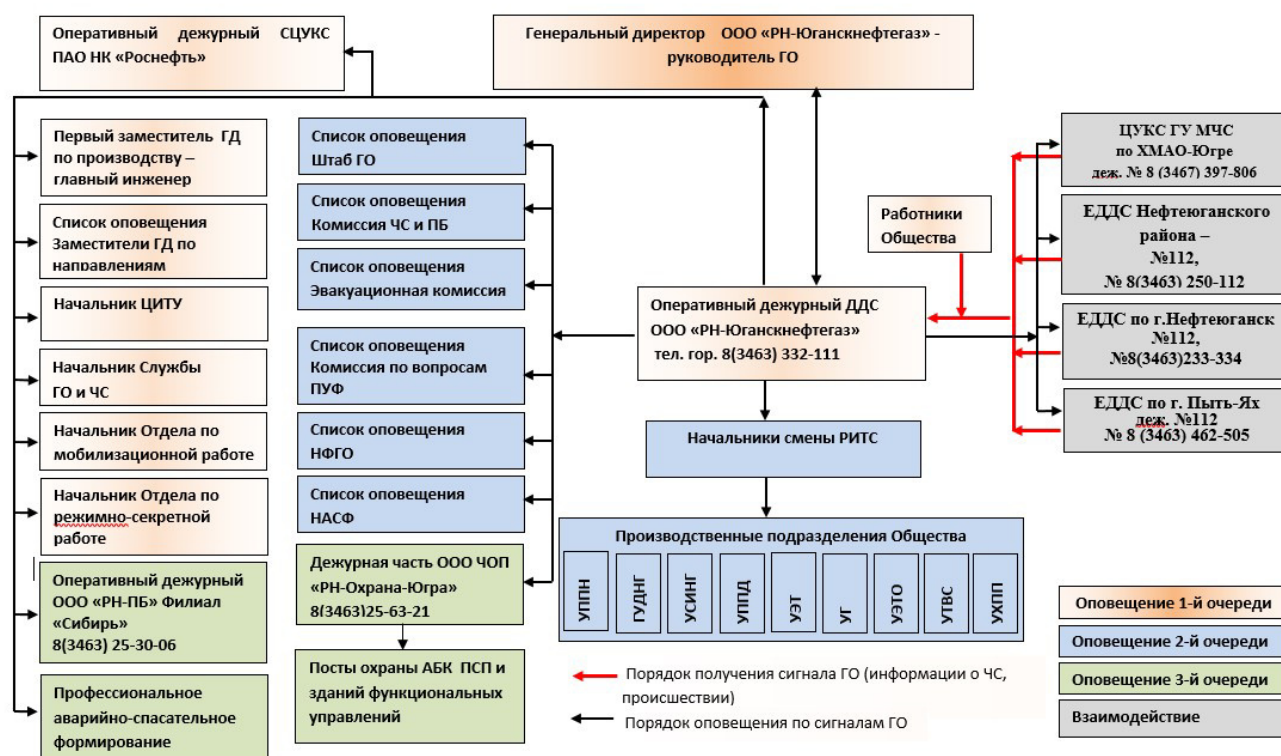 Оперативный дежурный СЦУКС
ПАО НК «Роснефть»
Генеральный директор ООО «РН-Юганскнефтегаз» -
руководитель ГО
Первый заместитель ГД
по производству –
главный инженер
Список оповещения
Заместители ГД по
направлениям
Начальник ЦИТУ
Начальник Службы
ГО и ЧС
Начальник Отдела по
мобилизационной работе
Начальник Отдела по
режимно-секретной
работе
Оперативный дежурный
ООО «РН-ПБ» Филиал
«Сибирь»
8(3463) 25-30-06
Профессиональное
аварийно-спасательное
формирование
Список оповещения
Штаб ГО
Список оповещения
Комиссия ЧС и ПБ
Список оповещения
Эвакуационная комиссия
Список оповещения
Комиссия по вопросам
ПУФ
Список оповещения
НФГО
Список оповещения
НАСФ
Дежурная часть ООО ЧОП
«РН-Охрана-Югра»
8(3463)25-63-21
Посты охраны АБК ПСП и
зданий функциональных
управлений
Работники
Общества
Оперативный дежурный ДДС
ООО «РН-Юганскнефтегаз»
тел. гор. 8(3463) 332-111
Начальники смены РИТС
Производственные подразделения Общества
УППН
ГУДНГ
УСИНГ
УППД
УЭТ
УГ
УЭТО
УТВС
УХПП
ЦУКС ГУ МЧС
по ХМАО-Югре
деж. № 8 (3467) 397-806
ЕДДС Нефтеюганского
района –
№112,
№ 8(3463) 250-112
ЕДДС по г.Нефтеюганск
№112,
№8(3463)233-334
ЕДДС по г. Пыть-Ях
деж. №112
№ 8 (3463) 462-505
Порядок получения сигнала ГО (информации о ЧС,
происшествии)
Порядок оповещения по сигналам ГО
Оповещение 1-й очереди
Оповещение 2-й очереди
Оповещение 3-й очереди
Взаимодействие